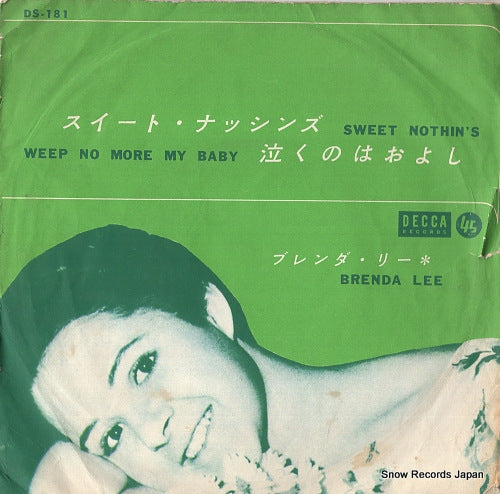 DS-181
スイート・ナッシンズ SWEET NOTHIN'S
WEEP NO MORE MY BABY 泣くのはおよし
DECCA RECORDS 45
ブレンダ・リー＊
BRENDA LEE
Snow Records Japan